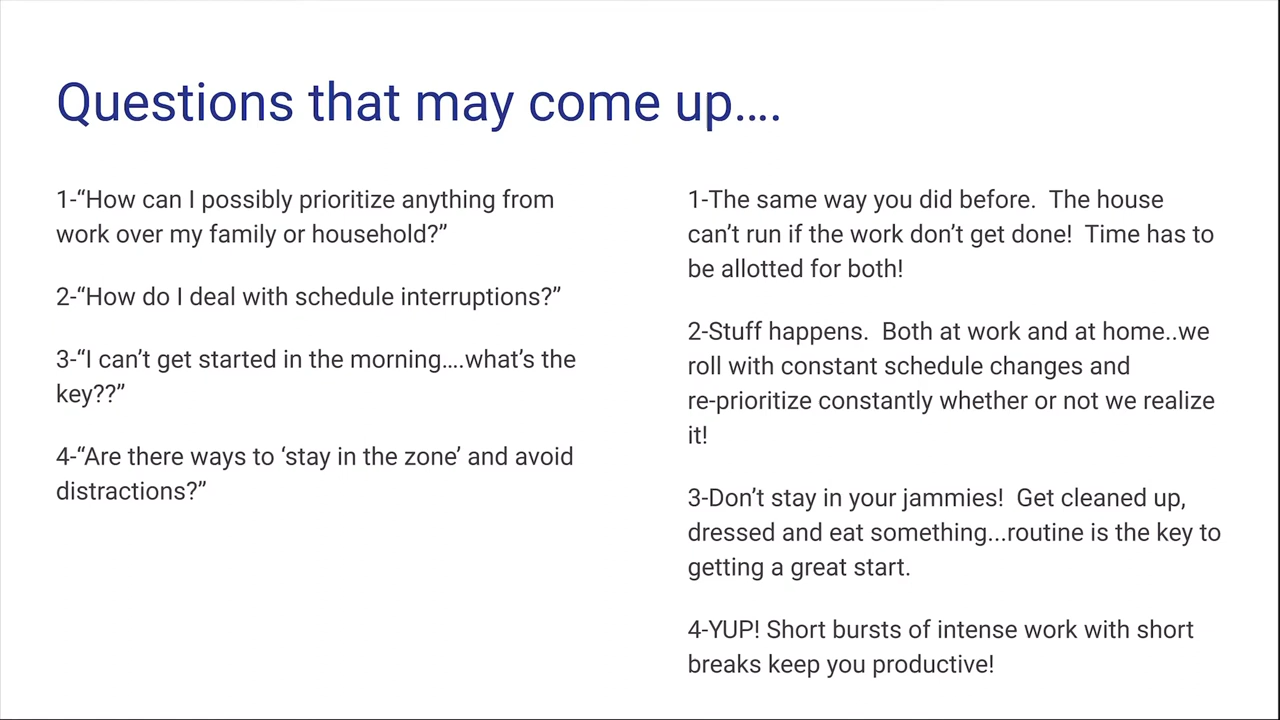 Questions that may come up....
1-“How can I possibly prioritize anything from
work over my family or household?”
2-“How do I deal with schedule interruptions?”
3-“I can’t get started in the morning....what’s the
key??”
4-“Are there ways to ‘stay in the zone’ and avoid
distractions?”
1-The same way you did before.  The house
can’t run if the work don’t get done!  Time has to
be allotted for both!
2-Stuff happens.  Both at work and at home..we
roll with constant schedule changes and
re-prioritize constantly whether or not we realize
it!
3-Don’t stay in your jammies!  Get cleaned up,
dressed and eat something...routine is the key to
getting a great start.
4-YUP! Short bursts of intense work with short
breaks keep you productive!